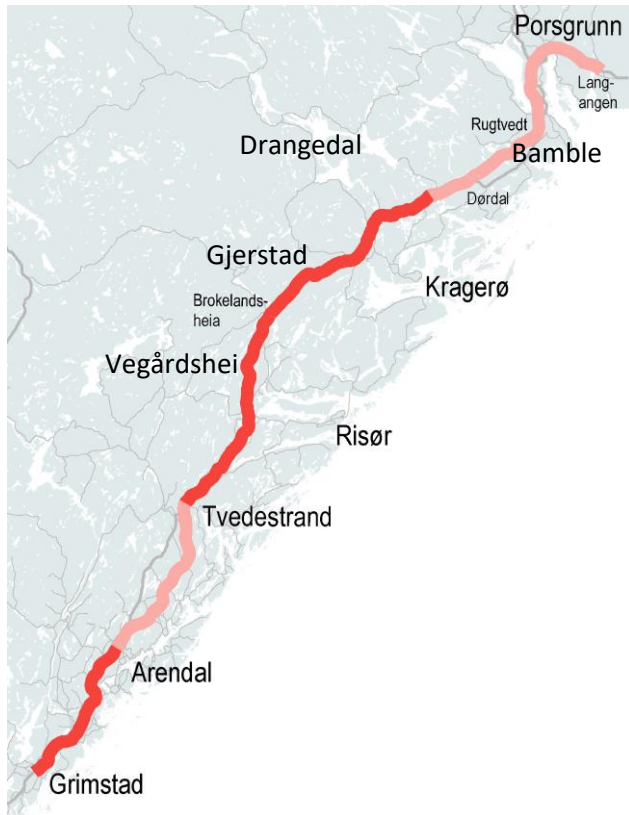 Porsgrunn
Lang-
angen
Rugtvedt
Drangedal
Bamble
Dørdal
Gjerstad
Kragerø
Brokelands-
heia
Vegårdshei
Risør
Tvedestrand
Arendal
Grimstad